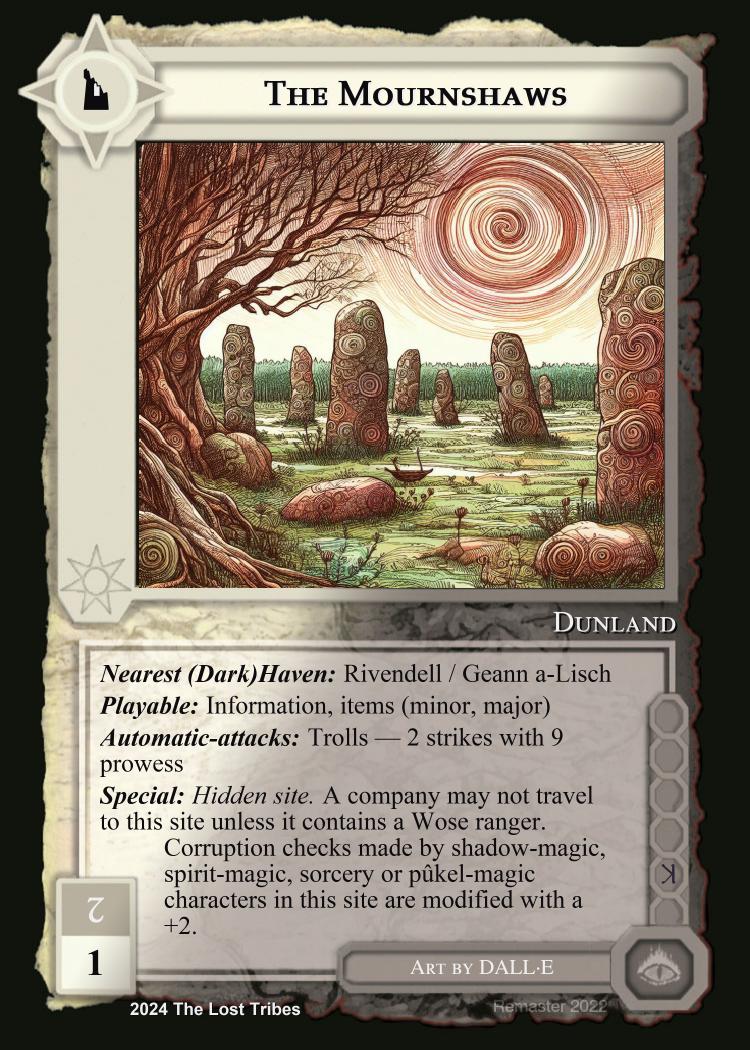 The Mournshaws
Dunland
Nearest (Dark)Haven: Rivendell / Geann a-Lisch
Playable: Information, items (minor, major)
Automatic-attacks: Trolls — 2 strikes with 9
prowess
Special: Hidden site. A company may not travel
to this site unless it contains a Wose ranger.
Corruption checks made by shadow-magic,
spirit-magic, sorcery or pûkel-magic
characters in this site are modified with a
+2.
2
1
Art by DALL·E
2024 The Lost Tribes
Remaster 2022